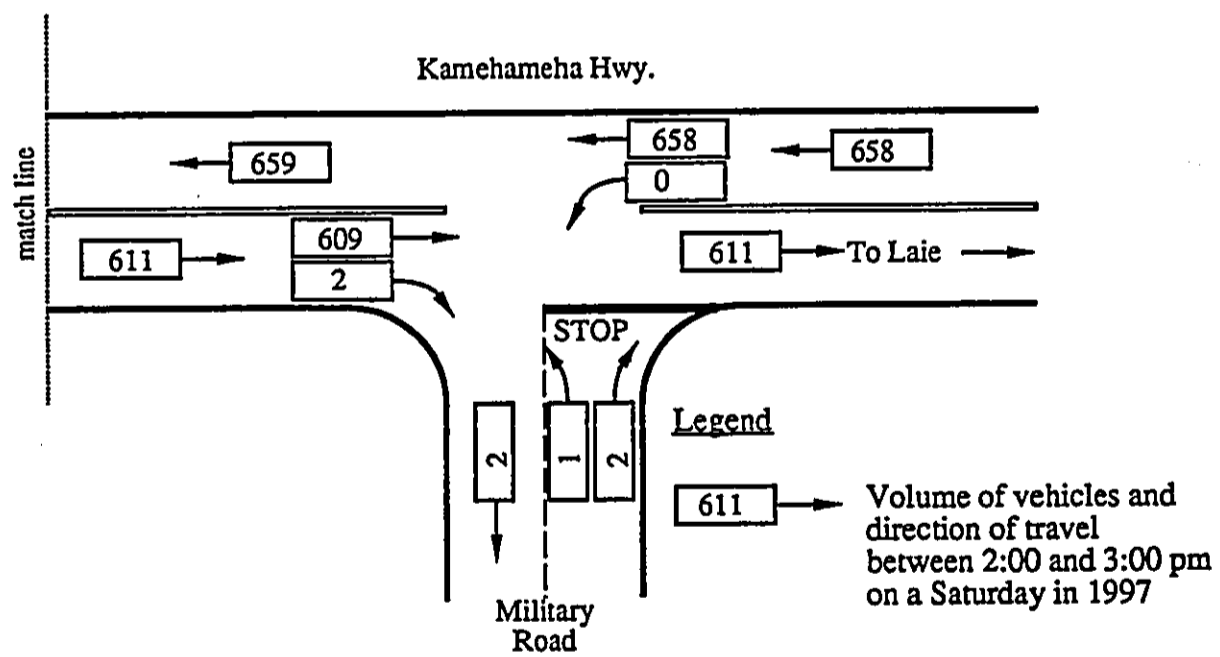 Kamehameha Hwy.
match line
659
658
0
658
611
609
2
611
To Laie
STOP
2
1
2
Legend
611
Volume of vehicles and
direction of travel
between 2:00 and 3:00 pm
on a Saturday in 1997
Military
Road